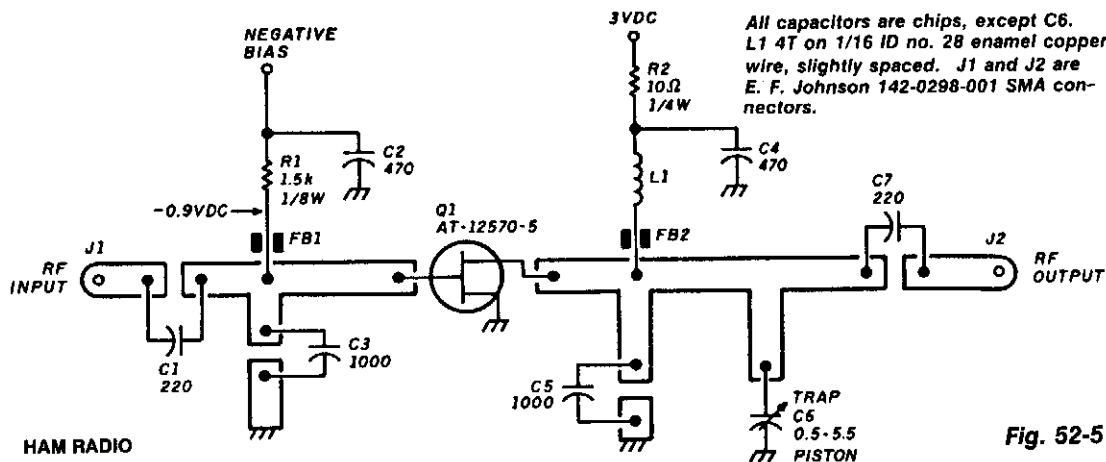 NEGATIVE
BIAS
3VDC
All capacitors are chips, except C6.
L1 4T on 1/16 ID no. 28 enamel copper
wire, slightly spaced. J1 and J2 are
E. F. Johnson 142-0298-001 SMA con-
nectors.
R2
10Ω
1/4W
C2
470
C4
470
R1
1.5k
1/8W
L1
C7
220
-0.9VDC
Q1
AT-12570-5
FB1
FB2
J1
J2
RF
INPUT
RF
OUTPUT
C1
220
C3
1000
C5
1000
TRAP
C6
0.5-5.5
PISTON
HAM RADIO
Fig. 52-5